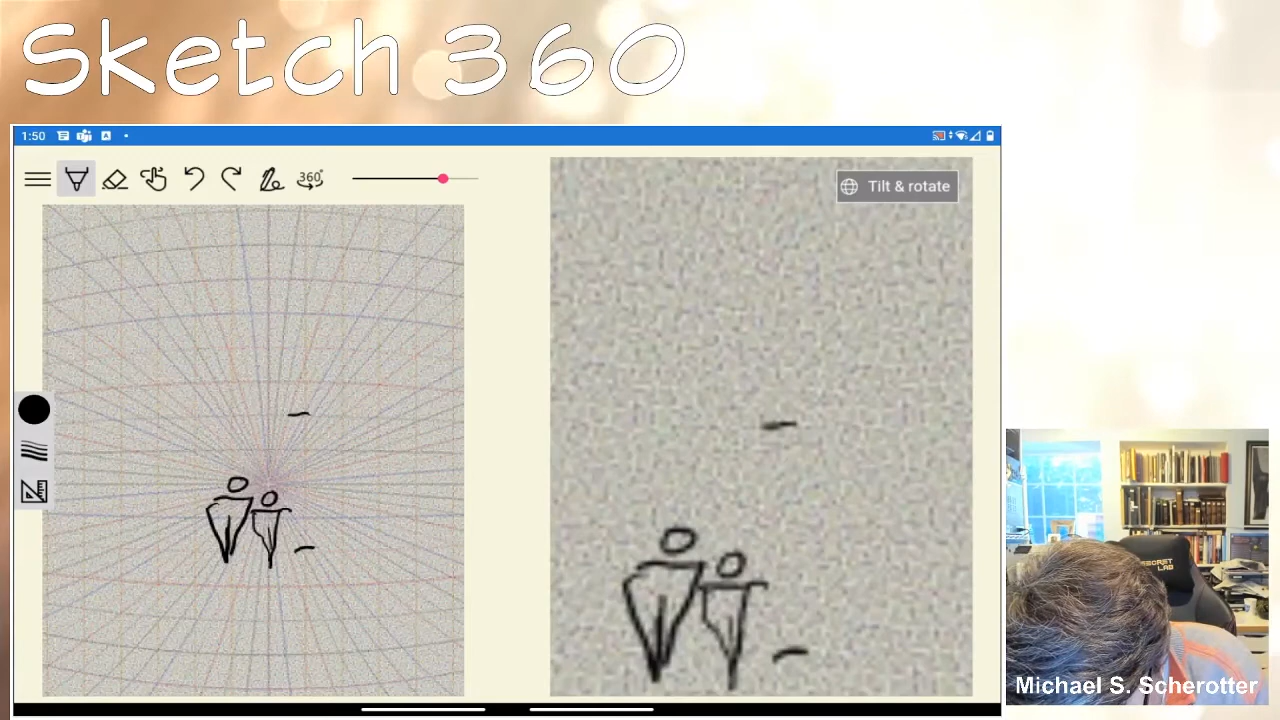 Sketch 360
1:50
360°
Tilt & rotate
Michael S. Scherotter